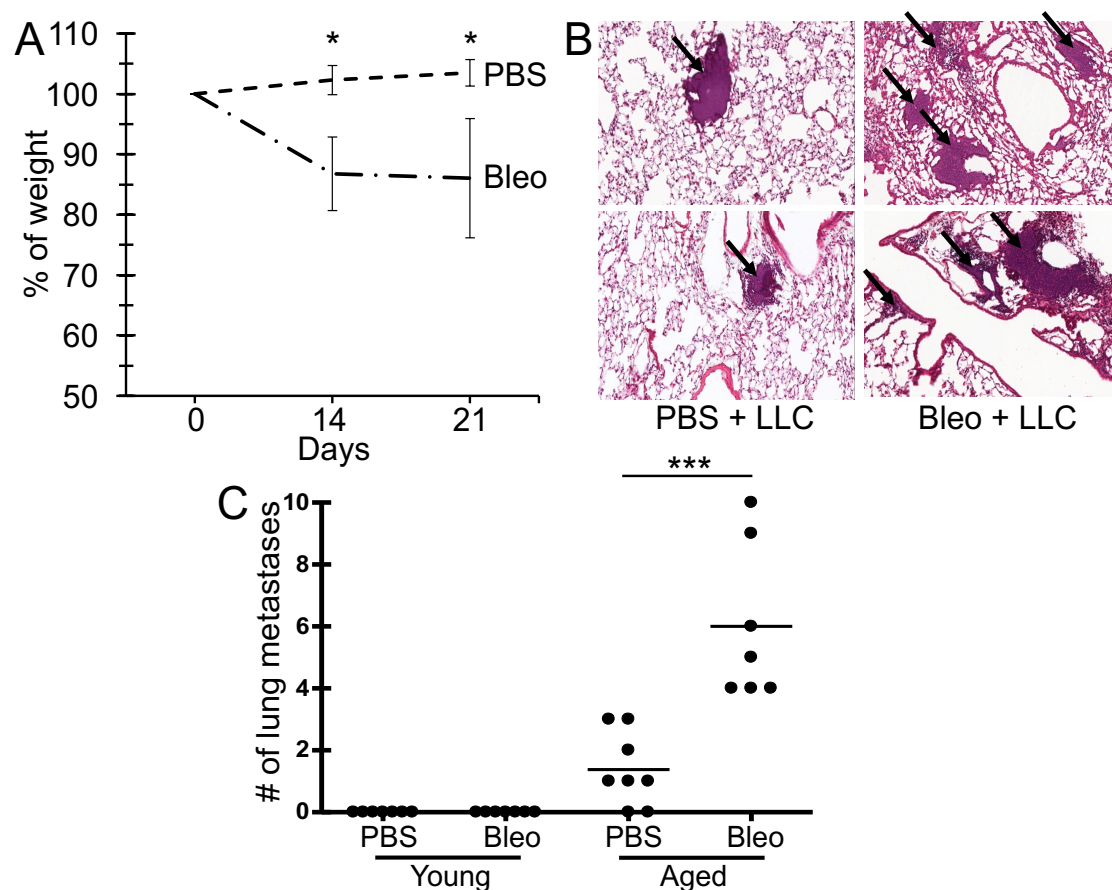 A
% of weight
110
100
90
80
70
60
50
* *
PBS
Bleo
0 14 21
Days
B
PBS + LLC Bleo + LLC
C
# of lung metastases
10
8
6
4
2
0
***
PBS Bleo PBS Bleo
Young Aged